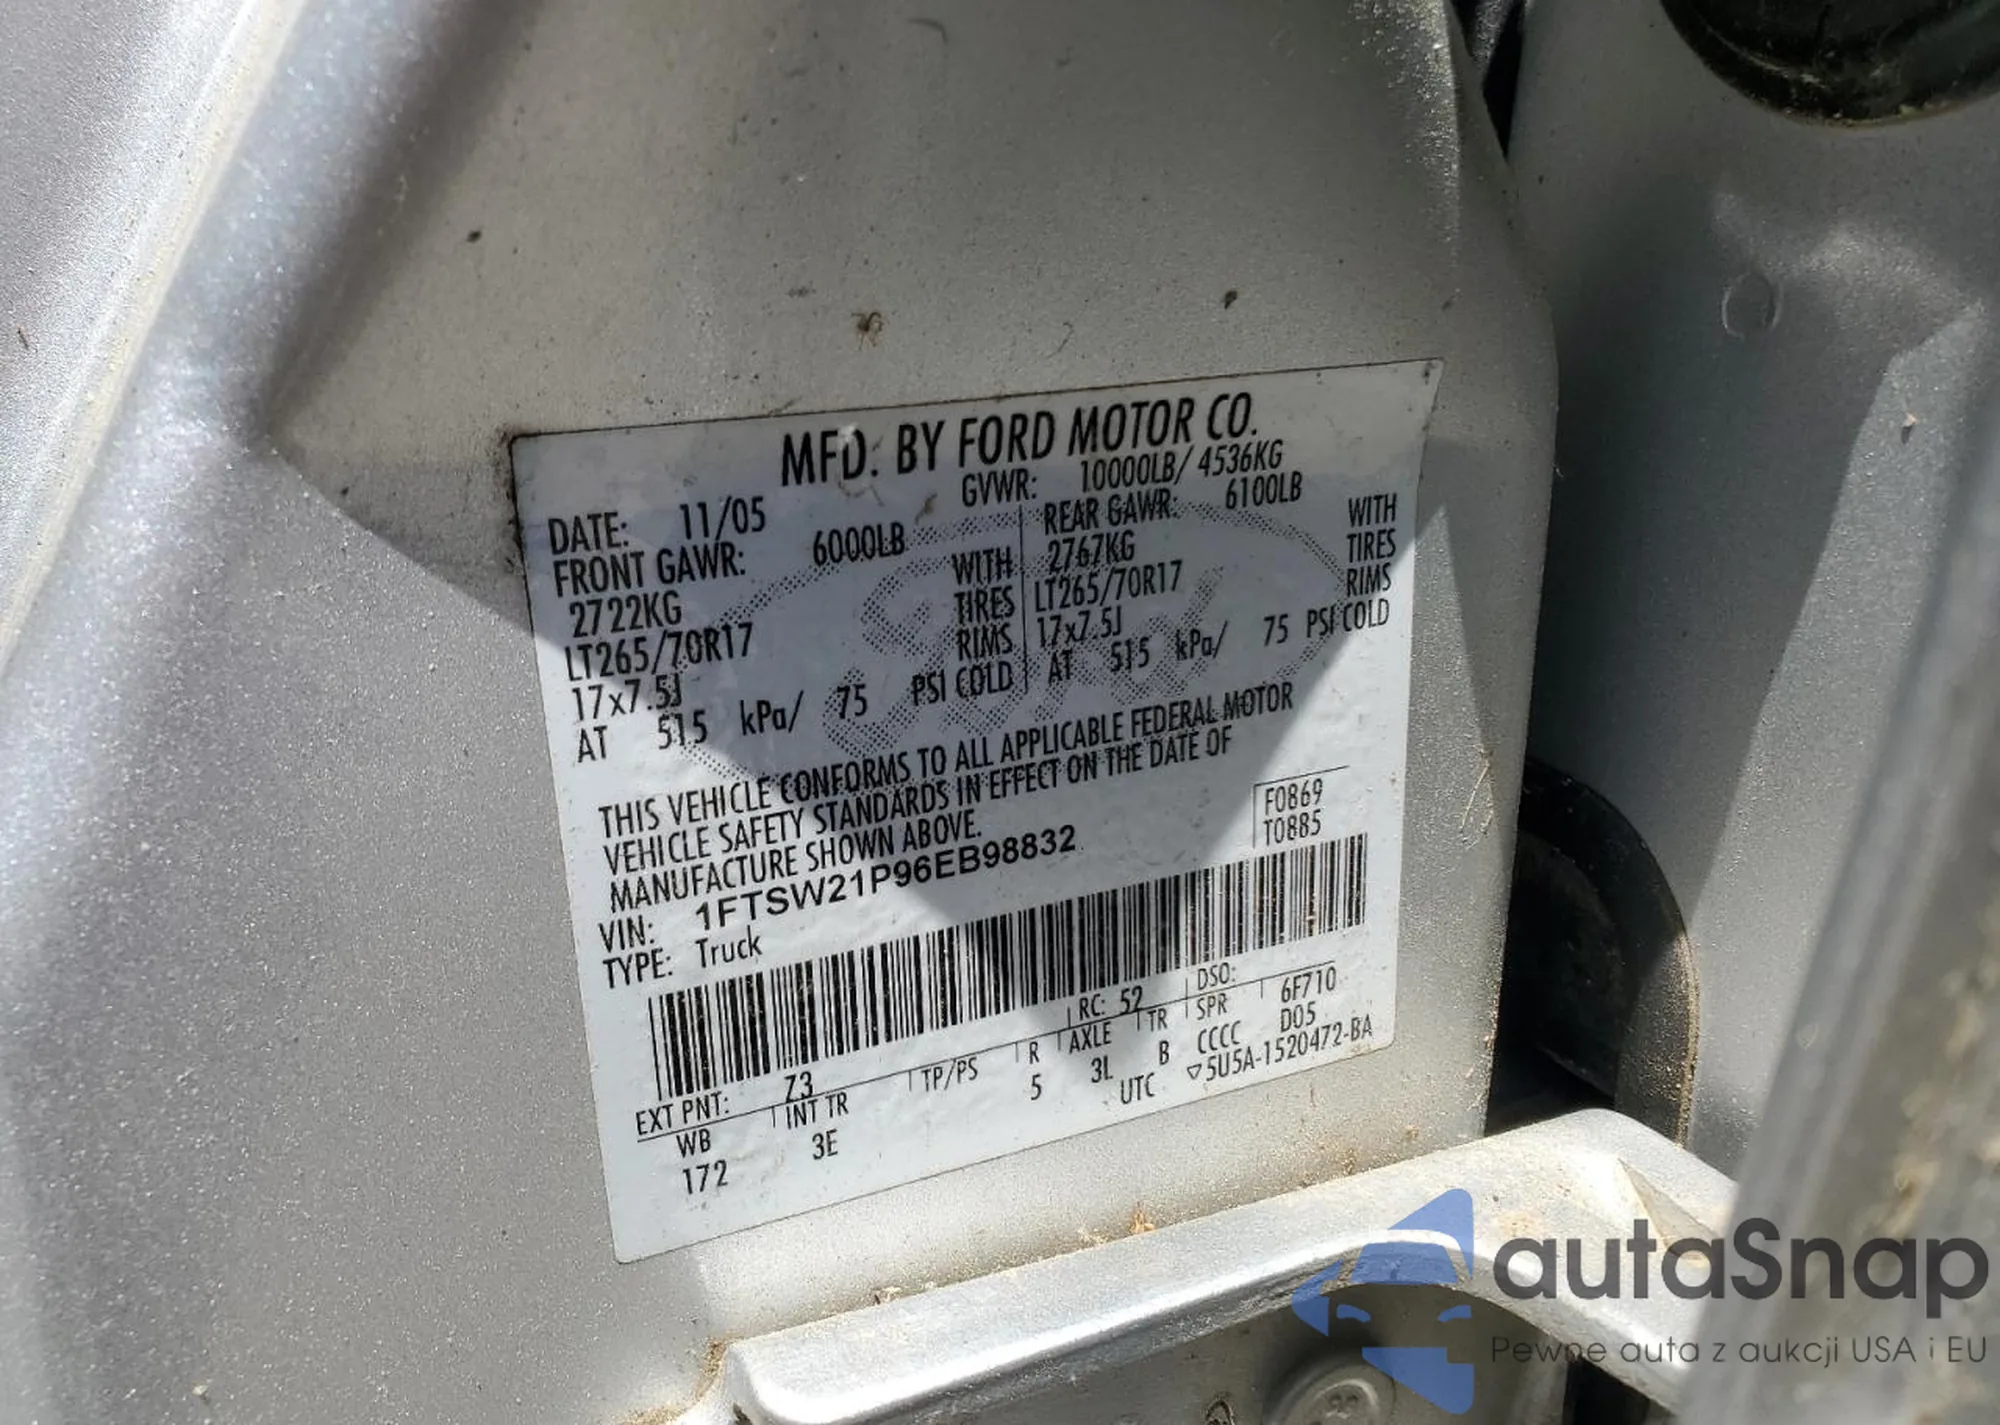 MFD. BY FORD MOTOR CO.
DATE: 11/05 GVWR: 10000LB/ 4536KG
FRONT GAWR: 6000LB REAR GAWR: 6100LB
2722KG WITH 2767KG WITH
LT265/70R17 TIRES LT265/70R17 TIRES
17x7.5J RIMS 17x7.5J RIMS
AT 515 kPa/ 75 PSI COLD AT 515 kPa/ 75 PSI COLD
THIS VEHICLE CONFORMS TO ALL APPLICABLE FEDERAL MOTOR
VEHICLE SAFETY STANDARDS IN EFFECT ON THE DATE OF
MANUFACTURE SHOWN ABOVE.
F0869
VIN: 1FTSW21P96EB98832 T0885
TYPE: Truck
EXT PNT: Z3 RC: 52 DSO:
WB INT TR TP/PS R AXLE TR SPR 6F710
172 3E 5 3L B CCCC D05
UTC ▽5U5A-1520472-BA
autaSnap
Pewne auta z aukcji USA i EU